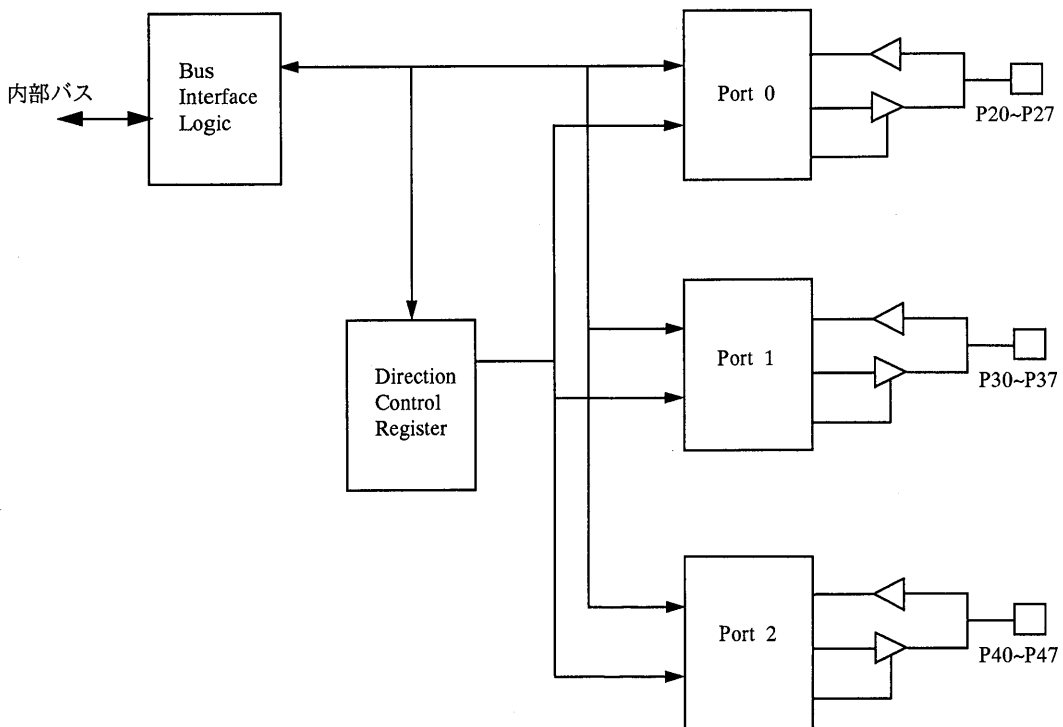 内部バス
Bus
Interface
Logic
Port 0
P20~P27
Direction
Control
Register
Port 1
P30~P37
Port 2
P40~P47